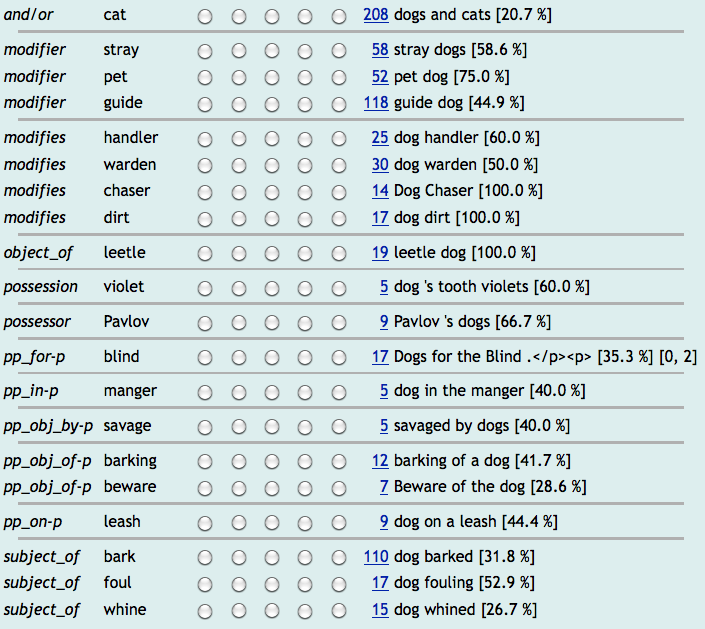 and/or cat 208 dogs and cats [20.7 %]
modifier stray 58 stray dogs [58.6 %]
modifier pet 52 pet dog [75.0 %]
modifier guide 118 guide dog [44.9 %]
modifies handler 25 dog handler [60.0 %]
modifies warden 30 dog warden [50.0 %]
modifies chaser 14 Dog Chaser [100.0 %]
modifies dirt 17 dog dirt [100.0 %]
object_of leetle 19 leetle dog [100.0 %]
possession violet 5 dog 's tooth violets [60.0 %]
possessor Pavlov 9 Pavlov 's dogs [66.7 %]
pp_for-p blind 17 Dogs for the Blind .</p><p> [35.3 %] [0, 2]
pp_in-p manger 5 dog in the manger [40.0 %]
pp_obj_by-p savage 5 savaged by dogs [40.0 %]
pp_obj_of-p barking 12 barking of a dog [41.7 %]
pp_obj_of-p beware 7 Beware of the dog [28.6 %]
pp_on-p leash 9 dog on a leash [44.4 %]
subject_of bark 110 dog barked [31.8 %]
subject_of foul 17 dog fouling [52.9 %]
subject_of whine 15 dog whined [26.7 %]